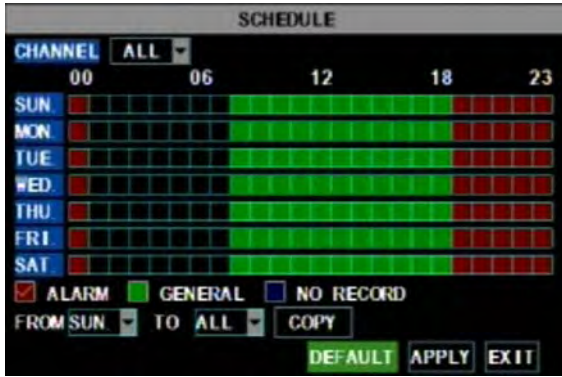 SCHEDULE
CHANNEL ALL
00 06 12 18 23
SUN.
MON.
TUE
WED.
THU
FRI.
SAT.
ALARM GENERAL NO RECORD
FROM SUN. TO ALL COPY
DEFAULT APPLY EXIT